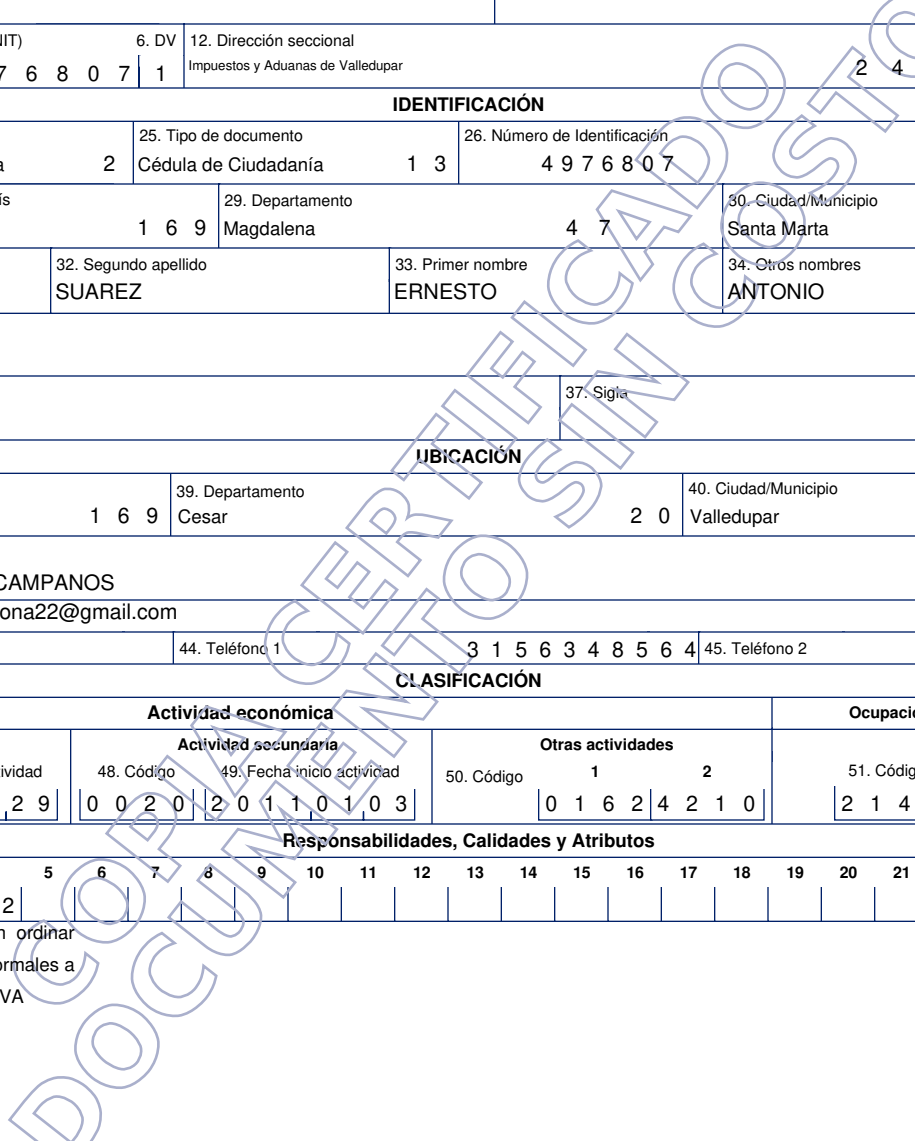 NIT) 6. DV 12. Dirección seccional
7 6 8 0 7 1 Impuestos y Aduanas de Valledupar 2 4
IDENTIFICACIÓN
25. Tipo de documento 26. Número de Identificación
a 2 Cédula de Ciudadanía 1 3 4 9 7 6 8 0 7
ís 29. Departamento 30. Ciudad/Municipio
1 6 9 Magdalena 4 7 Santa Marta
32. Segundo apellido 33. Primer nombre 34. Otros nombres
SUAREZ ERNESTO ANTONIO
37. Sigla
UBICACIÓN
39. Departamento 40. Ciudad/Municipio
1 6 9 Cesar 2 0 Valledupar
CAMPANOS
ona22@gmail.com
44. Teléfono 1 3 1 5 6 3 4 8 5 6 4 45. Teléfono 2
CLASIFICACIÓN
Actividad económica Ocupació
Actividad secundaria Otras actividades
ividad 48. Código 49. Fecha inicio actividad 50. Código 1 2 51. Códig
2 9 0 0 2 0 2 0 1 1 0 1 0 3 0 1 6 2 4 2 1 0 2 1 4
Responsabilidades, Calidades y Atributos
5 6 7 8 9 10 11 12 13 14 15 16 17 18 19 20 21
2
n ordinar
ormales a
VA
COPIA CERTIFICADO
DOCUMENTO SIN COSTO